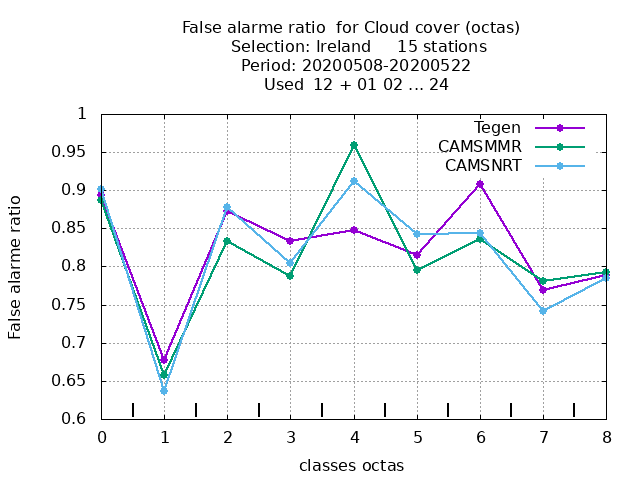 False alarme ratio  for Cloud cover (octas)
Selection: Ireland     15 stations
Period: 20200508-20200522
Used  12 + 01 02 ... 24
Tegen
CAMSMMR
CAMSNRT
1
0.95
0.9
0.85
0.8
0.75
0.7
0.65
0.6
False alarme ratio
0 1 2 3 4 5 6 7 8
classes octas